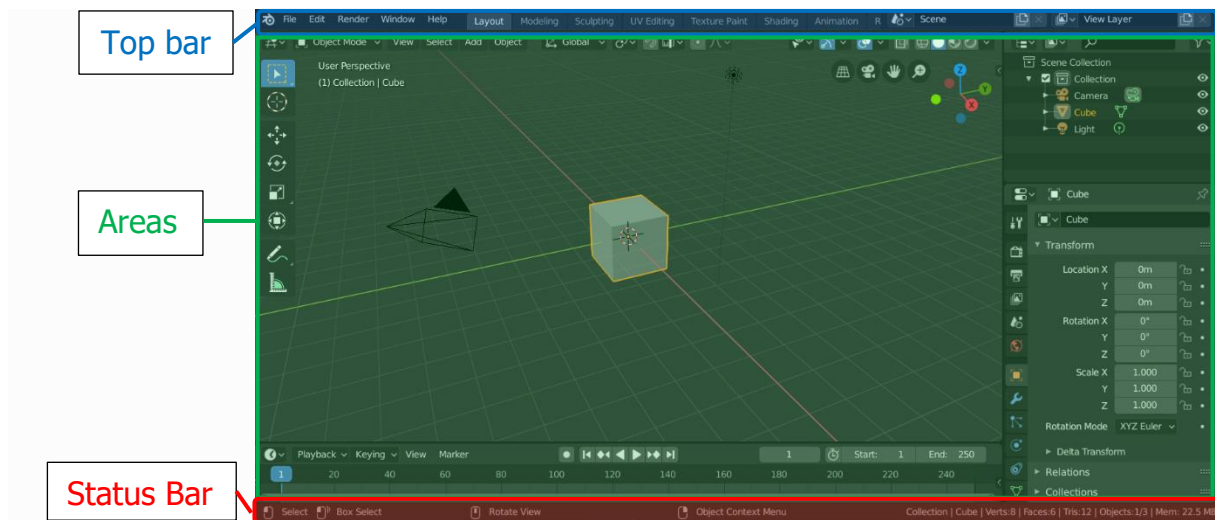 Top bar
File Edit Render Window Help Layout Modeling Sculpting UV Editing Texture Paint Shading Animation R Scene View Layer
Object Mode View Select Add Object Global
User Perspective
(1) Collection | Cube
Scene Collection
Collection
Camera
Cube
Light
Areas
Cube
Cube
Transform
Location X 0m
Y 0m
Z 0m
Rotation X 0°
Y 0°
Z 0°
Scale X 1.000
Y 1.000
Z 1.000
Rotation Mode XYZ Euler
Delta Transform
Relations
Collections
Playback Keying View Marker 1 Start: 1 End: 250
1 20 40 60 80 100 120 140 160 180 200 220 240
Status Bar
Select Box Select Rotate View Object Context Menu Collection | Cube | Verts:8 | Faces:6 | Tris:12 | Objects:1/3 | Mem: 22.5 MB
X
Y
Z